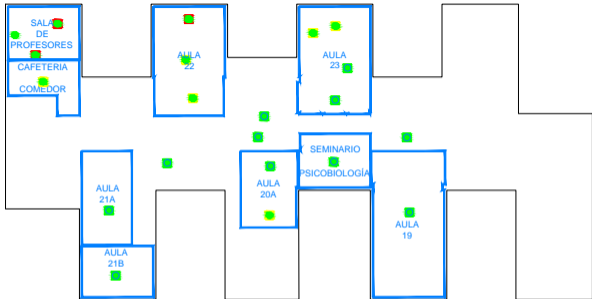 SALA
DE
PROFESORES
CAFETERIA
COMEDOR
AULA
22
AULA
23
SEMINARIO
PSICOBIOLOGÍA
AULA
21A
AULA
20A
AULA
19
AULA
21B